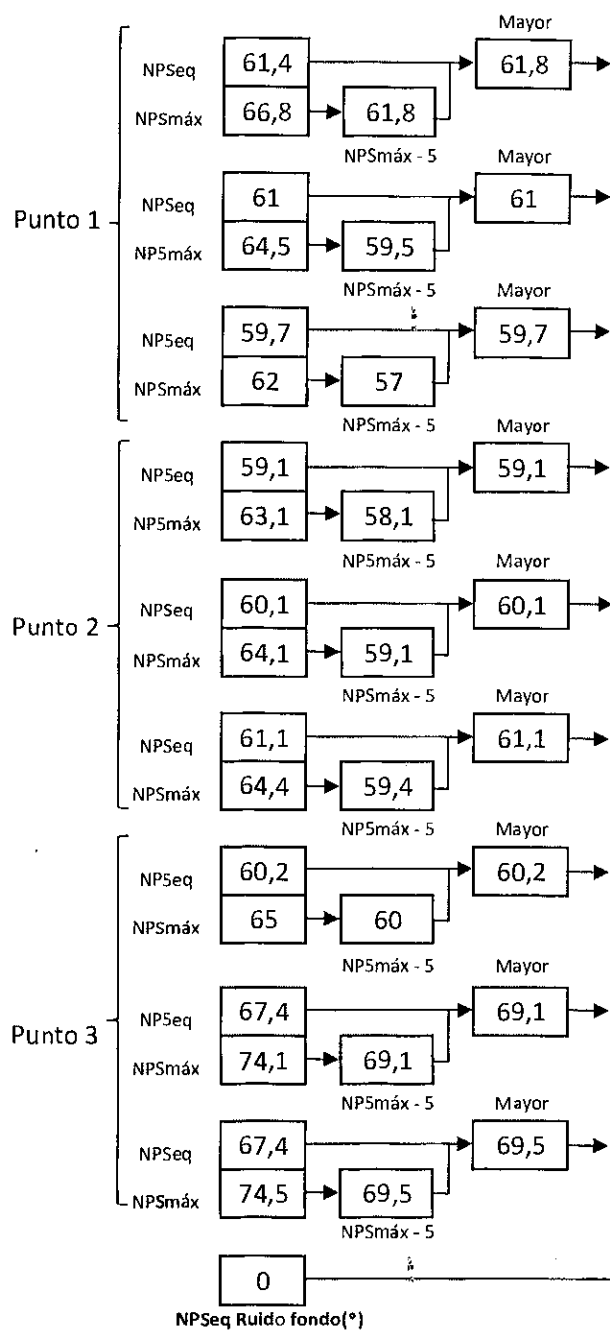 Mayor
NPSeq 61,4 61,8
NPSmáx 66,8 61,8
NPSmáx - 5
Mayor
Punto 1
NPSeq 61 61
NP5máx 64,5 59,5
NPSmáx - 5
Mayor
NPSeq 59,7 59,7
NPSmáx 62 57
NPSmáx - 5
Mayor
NP5eq 59,1 59,1
NP5máx 63,1 58,1
NP5máx - 5
Mayor
Punto 2
NPSeq 60,1 60,1
NPSmáx 64,1 59,1
NPSmáx - 5
Mayor
NPSeq 61,1 61,1
NPSmáx 64,4 59,4
NP5máx - 5
Mayor
NP5eq 60,2 60,2
NPSmáx 65 60
NP5máx - 5
Mayor
Punto 3
NP5eq 67,4 69,1
NPSmáx 74,1 69,1
NP5máx - 5
Mayor
NPSeq 67,4 69,5
NPSmáx 74,5 69,5
NPSmáx - 5
0
NPSeq Ruido fondo(°)